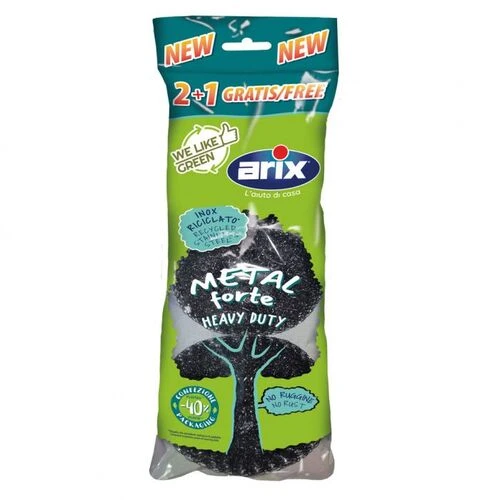 NEW
NEW
2+1 GRATIS/FREE
WE LIKE
GREEN
arix
L'aiuto di casa
INOX
RICICLATO*
RECYCLED
STAINLESS
STEEL*
METAL
forte
HEAVY DUTY
CONFEZIONE
-40%
PACKAGING
NO RUGGINE
NO RUST